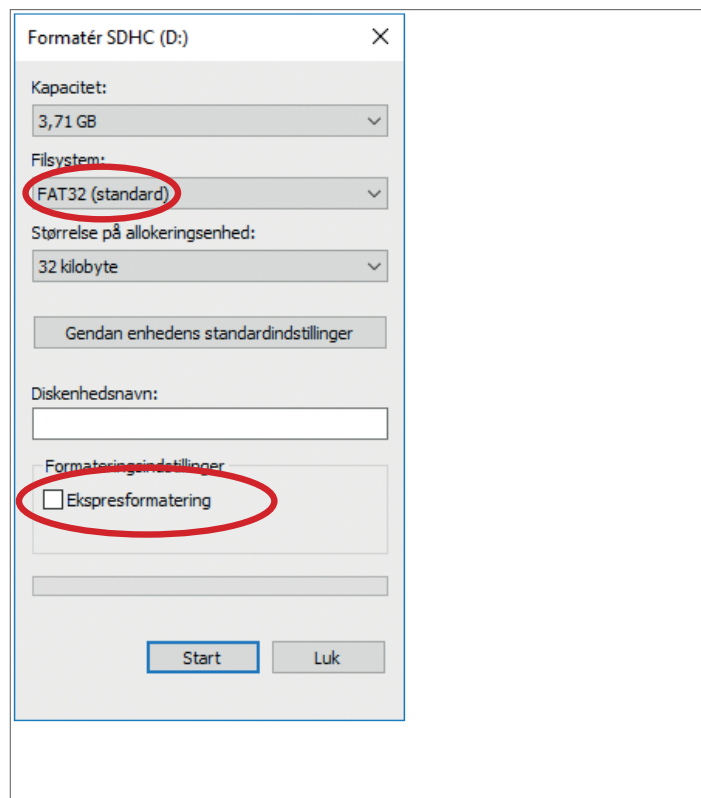 Formatér SDHC (D:)
Kapacitet:
3,71 GB
Filsystem:
FAT32 (standard)
Størrelse på allokeringsenhed:
32 kilobyte
Gendan enhedens standardindstillinger
Diskenhedsnavn:
Formateringsindstillinger
Ekspresformatering
Start
Luk